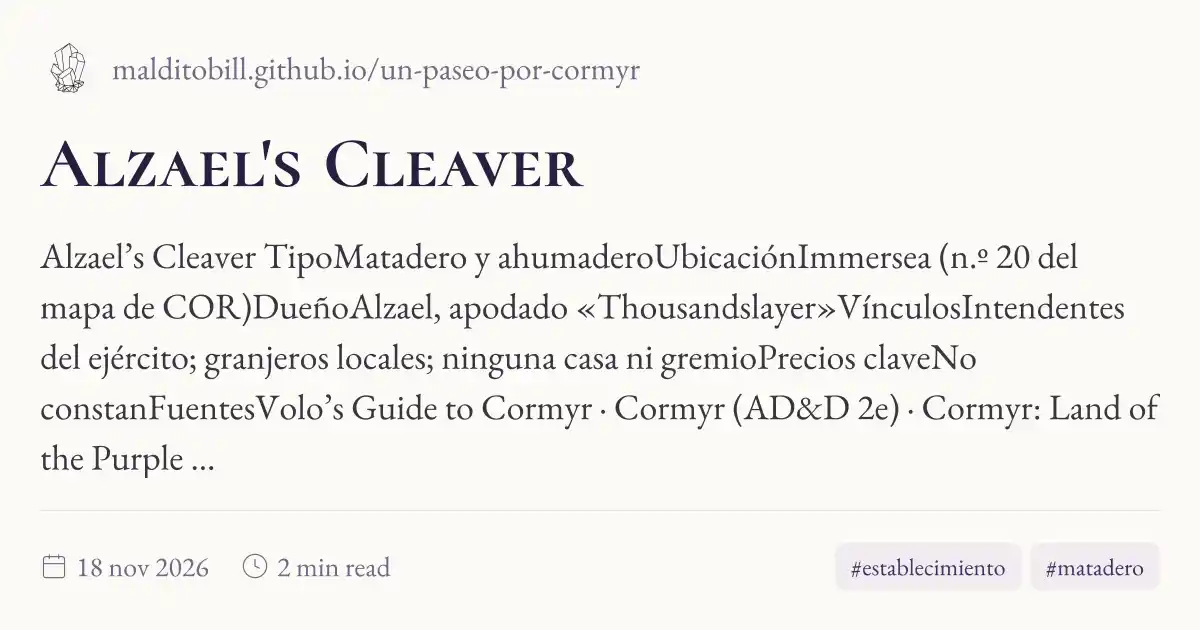 malditobill.github.io/un-paseo-por-cormyr
Alzael's Cleaver
Alzael’s Cleaver TipoMatadero y ahumaderoUbicaciónImmersea (n.º 20 del
mapa de COR)DueñoAlzael, apodado «Thousandslayer»VínculosIntendentes
del ejército; granjeros locales; ninguna casa ni gremioPrecios claveNo
constanFuentesVolo’s Guide to Cormyr · Cormyr (AD&D 2e) · Cormyr: Land of
the Purple ...
18 nov 2026 2 min read #establecimiento #matadero